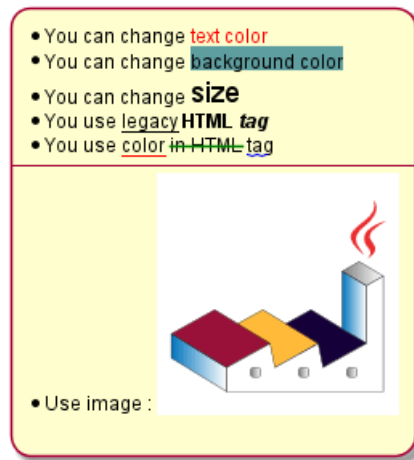 • You can change text color
• You can change background color
• You can change size
• You use legacy HTML tag
• You use color in HTML tag
• Use image :